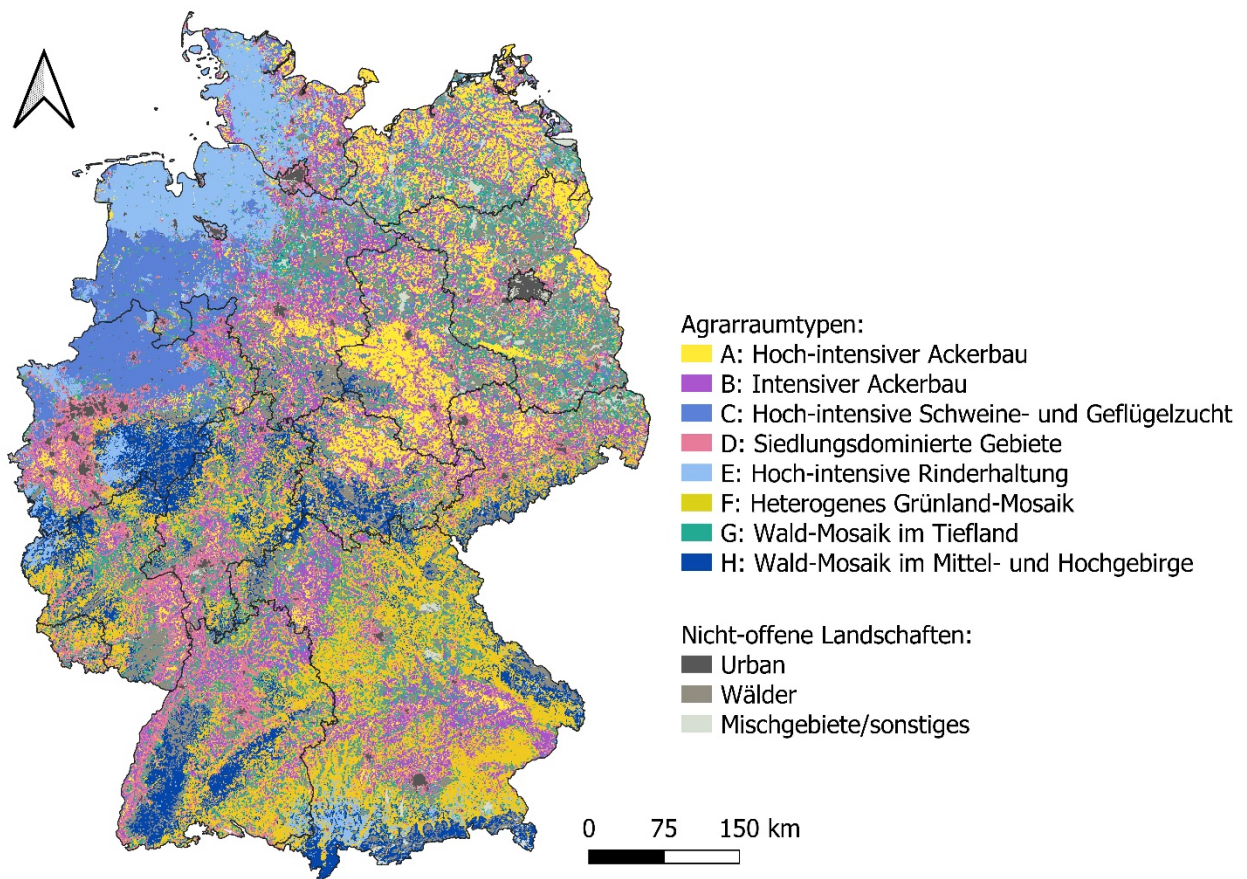 Agrarraumtypen:
A: Hoch-intensiver Ackerbau
B: Intensiver Ackerbau
C: Hoch-intensive Schweine- und Geflügelzucht
D: Siedlungsdominierte Gebiete
E: Hoch-intensive Rinderhaltung
F: Heterogenes Grünland-Mosaik
G: Wald-Mosaik im Tiefland
H: Wald-Mosaik im Mittel- und Hochgebirge
Nicht-offene Landschaften:
Urban
Wälder
Mischgebiete/sonstiges
0 75 150 km